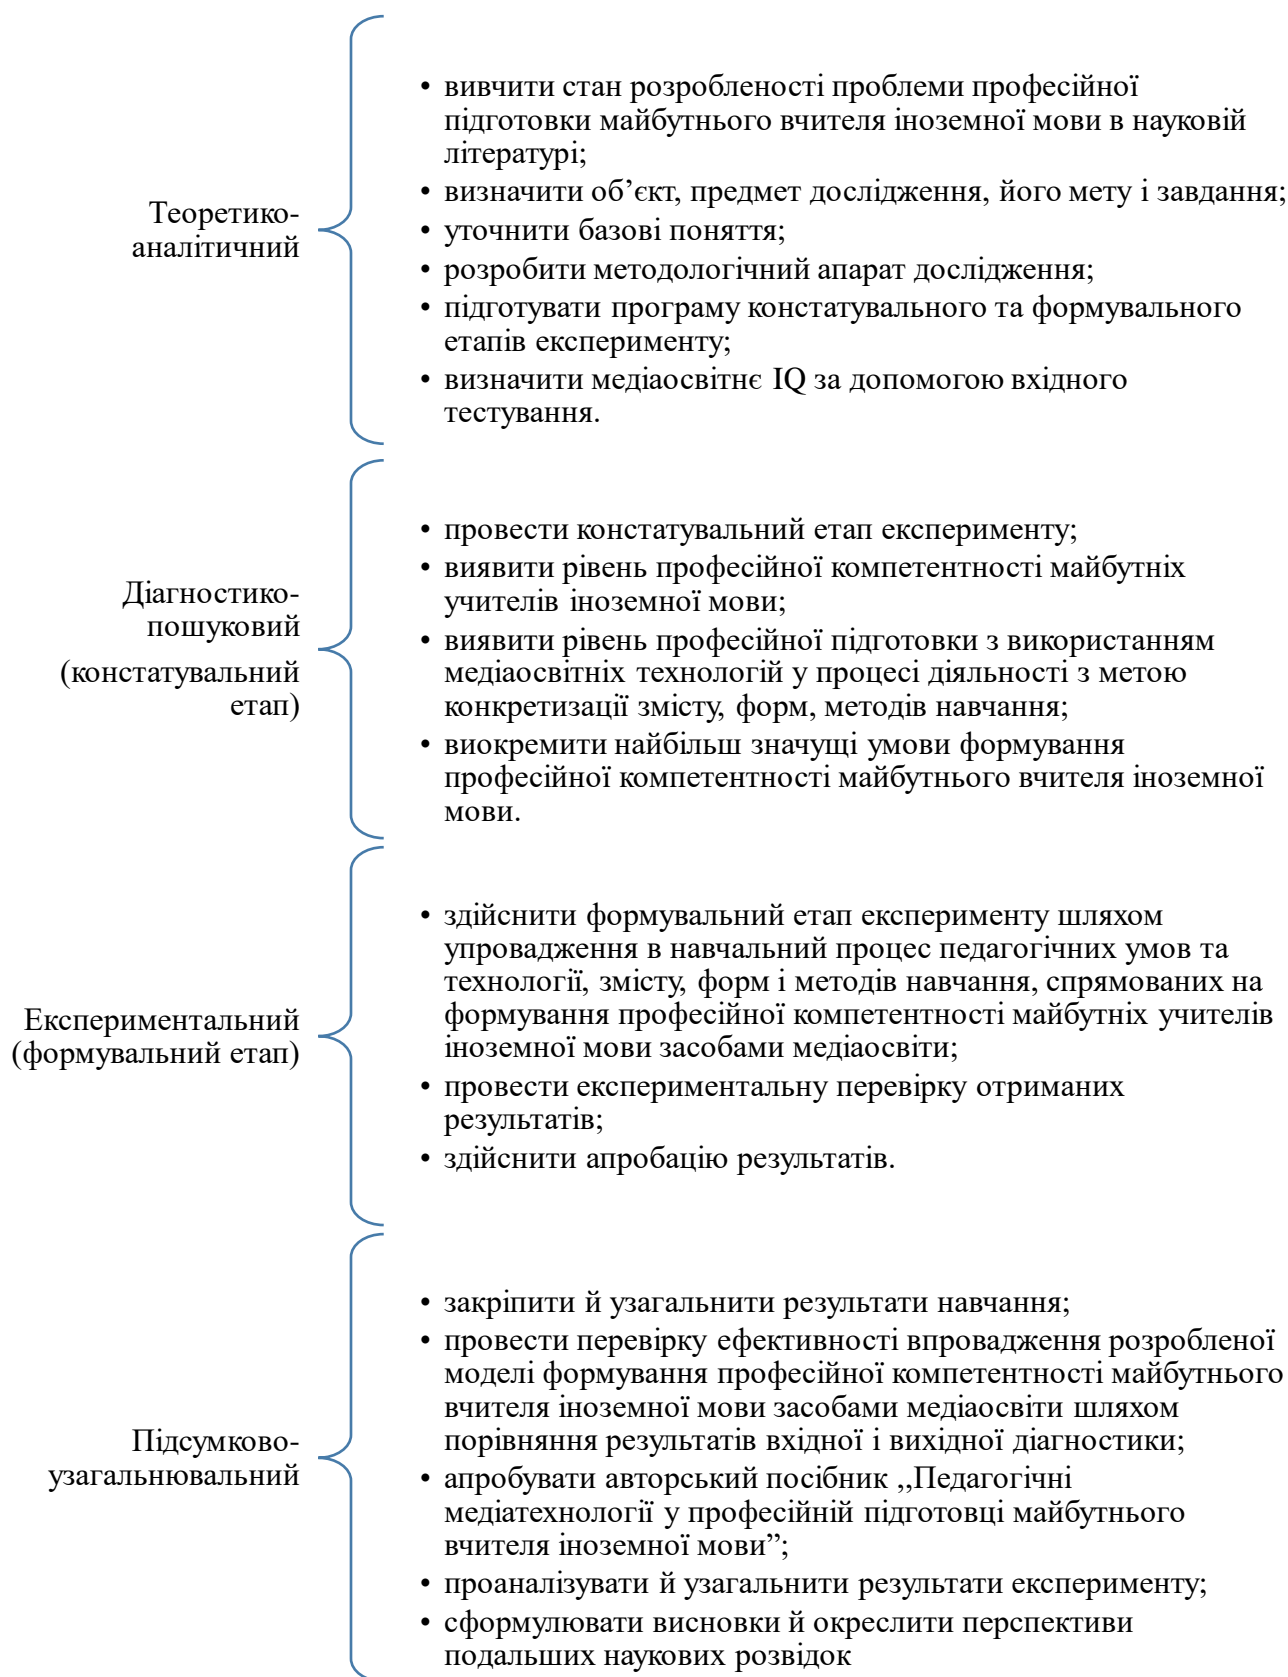 Теоретико-
аналітичний
• вивчити стан розробленості проблеми професійної
підготовки майбутнього вчителя іноземної мови в науковій
літературі;
• визначити об’єкт, предмет дослідження, його мету і завдання;
• уточнити базові поняття;
• розробити методологічний апарат дослідження;
• підготувати програму констатувального та формувального
етапів експерименту;
• визначити медіаосвітнє IQ за допомогою вхідного
тестування.
Діагностико-
пошуковий
(констатувальний
етап)
• провести констатувальний етап експерименту;
• виявити рівень професійної компетентності майбутніх
учителів іноземної мови;
• виявити рівень професійної підготовки з використанням
медіаосвітніх технологій у процесі діяльності з метою
конкретизації змісту, форм, методів навчання;
• виокремити найбільш значущі умови формування
професійної компетентності майбутнього вчителя іноземної
мови.
Експериментальний
(формувальний етап)
• здійснити формувальний етап експерименту шляхом
упровадження в навчальний процес педагогічних умов та
технології, змісту, форм і методів навчання, спрямованих на
формування професійної компетентності майбутніх учителів
іноземної мови засобами медіаосвіти;
• провести експериментальну перевірку отриманих
результатів;
• здійснити апробацію результатів.
Підсумково-
узагальнювальний
• закріпити й узагальнити результати навчання;
• провести перевірку ефективності впровадження розробленої
моделі формування професійної компетентності майбутнього
вчителя іноземної мови засобами медіаосвіти шляхом
порівняння результатів вхідної і вихідної діагностики;
• апробувати авторський посібник ,,Педагогічні
медіатехнології у професійній підготовці майбутнього
вчителя іноземної мови”;
• проаналізувати й узагальнити результати експерименту;
• сформулювати висновки й окреслити перспективи
подальших наукових розвідок